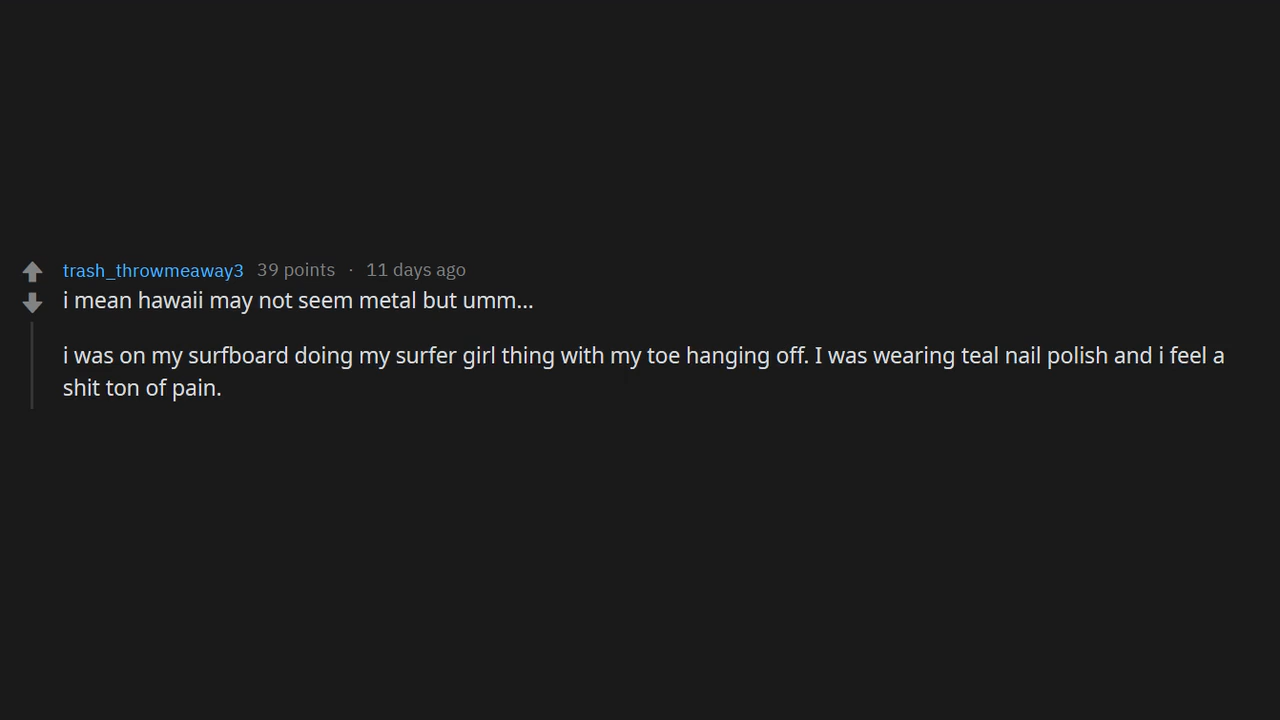 trash_throwmeaway3 39 points · 11 days ago
i mean hawaii may not seem metal but umm...
i was on my surfboard doing my surfer girl thing with my toe hanging off. I was wearing teal nail polish and i feel a
shit ton of pain.